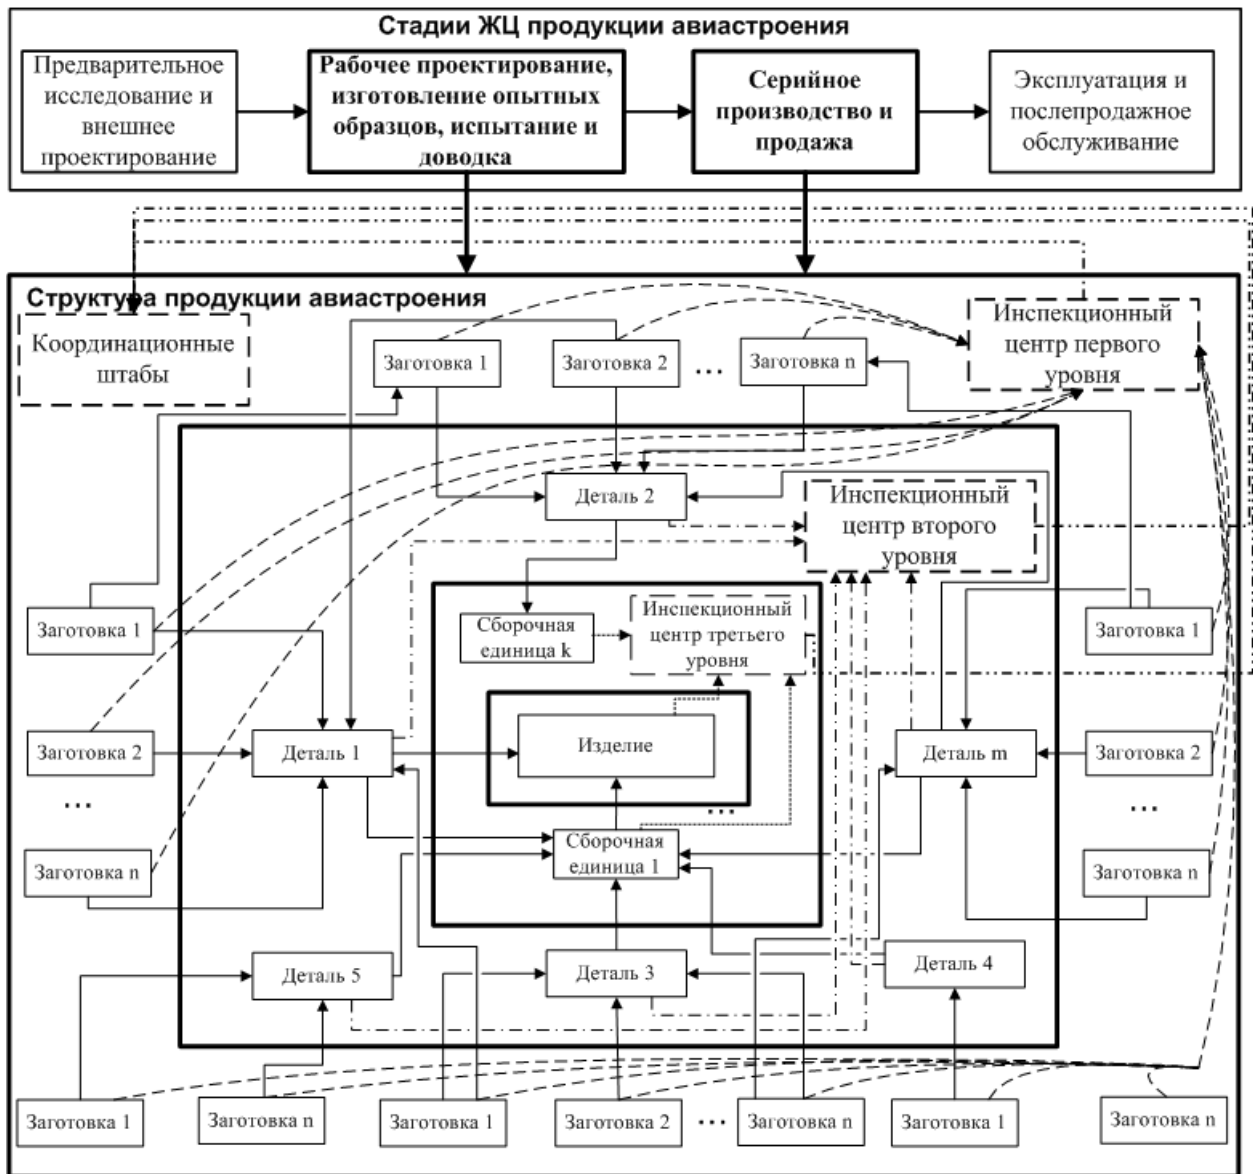 Стадии ЖЦ продукции авиастроения
Предварительное
исследование и
внешнее
проектирование
Рабочее проектирование,
изготовление опытных
образцов, испытание и
доводка
Серийное
производство и
продажа
Эксплуатация и
послепродажное
обслуживание
Структура продукции авиастроения
Координационные
штабы
Заготовка 1
Заготовка 2
...
Заготовка n
Инспекционный
центр первого
уровня
Деталь 2
Инспекционный
центр второго
уровня
Заготовка 1
Сборочная
единица k
Инспекционный
центр третьего
уровня
Заготовка 1
Заготовка 2
Деталь 1
Изделие
Деталь m
Заготовка 2
...
...
...
Сборочная
единица 1
Заготовка n
Заготовка n
Деталь 5
Деталь 3
Деталь 4
Заготовка 1
Заготовка n
Заготовка 1
Заготовка 2
...
Заготовка n
Заготовка 1
Заготовка n